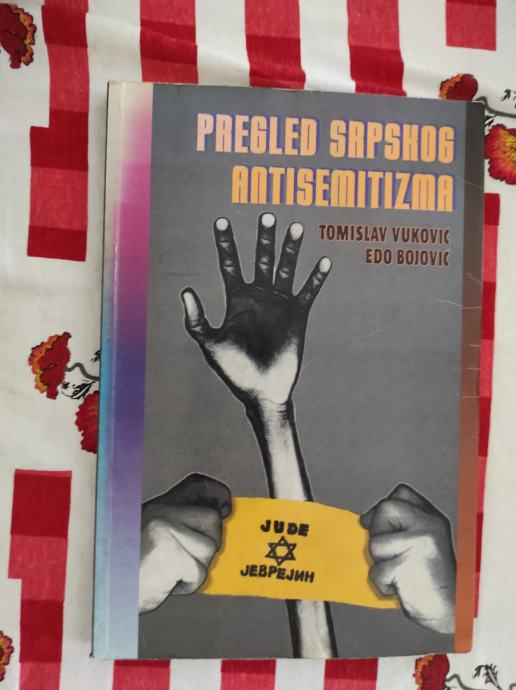 PREGLED SRPSKOG
ANTISEMITIZMA
TOMISLAV VUKOVIĆ
EDO BOJOVIĆ
JUDE
ЈЕВРЕЈИН